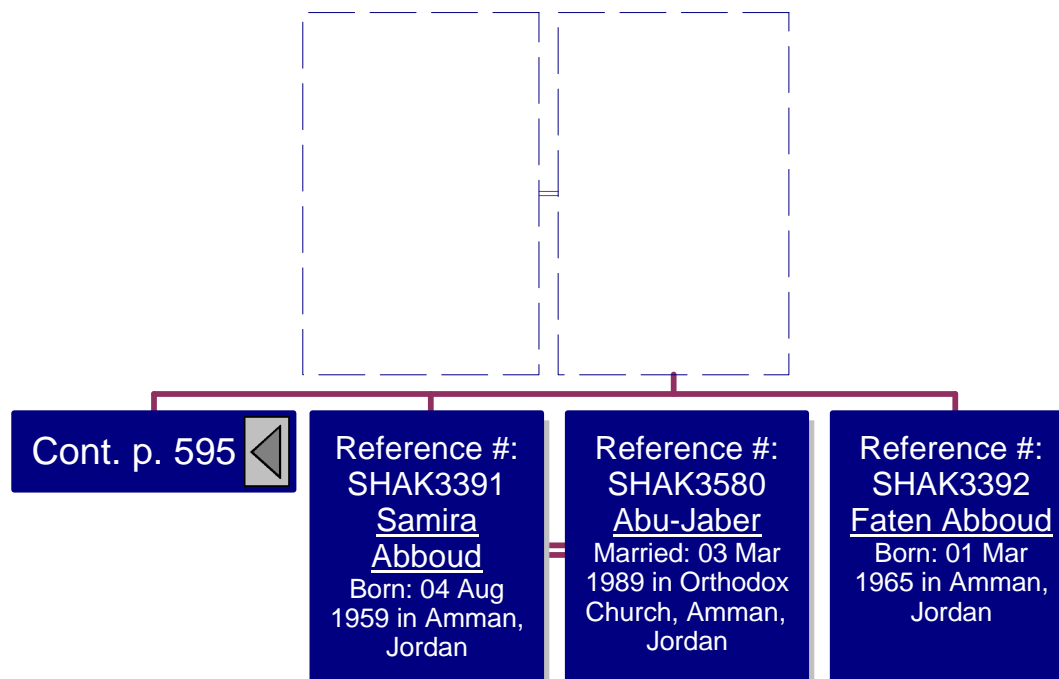 Cont. p. 595
Reference #:
SHAK3391
Samira
Abboud
Born: 04 Aug
1959 in Amman,
Jordan
Reference #:
SHAK3580
Abu-Jaber
Married: 03 Mar
1989 in Orthodox
Church, Amman,
Jordan
Reference #:
SHAK3392
Faten Abboud
Born: 01 Mar
1965 in Amman,
Jordan